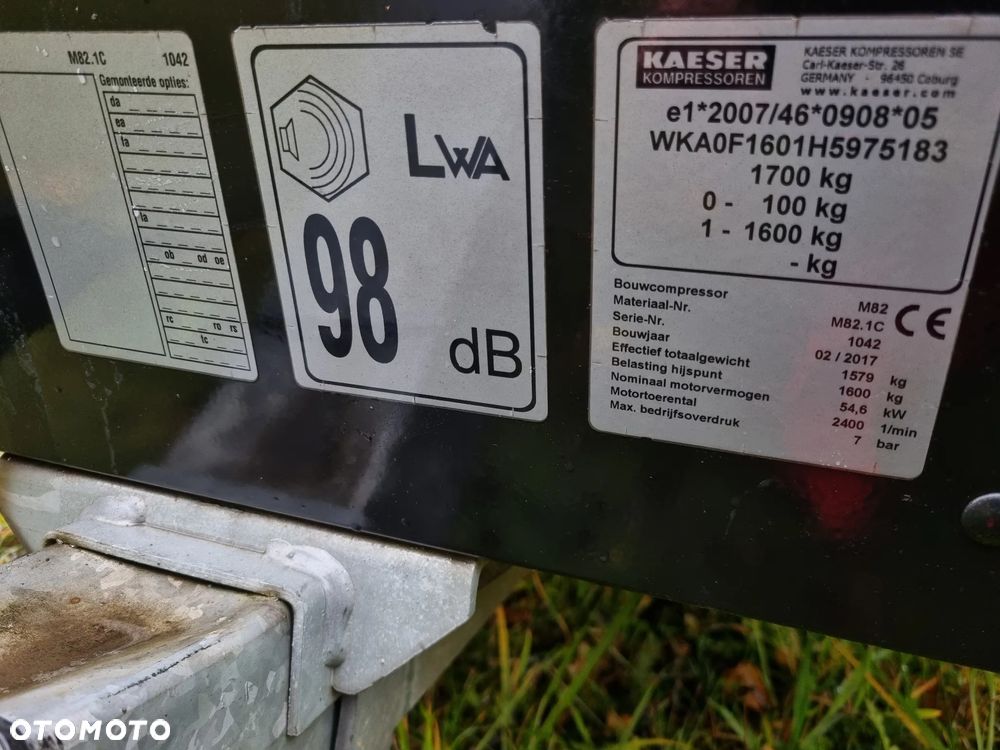 M82.1C 1042
Gemonteerde opties:
da
ea
fa
la
ob od oe
rc ro rs
tc
LWA
98
dB
KAESER
KOMPRESSOREN
KAESER KOMPRESSOREN SE
Carl-Kaeser-Str. 26
GERMANY - 96450 Coburg
www.kaeser.com
e1*2007/46*0908*05
WKA0F1601H5975183
1700 kg
0 - 100 kg
1 - 1600 kg
- kg
CE
Bouwcompressor M82
Materiaal-Nr. M82.1C
Serie-Nr. 1042
Bouwjaar 02 / 2017
Effectief totaalgewicht 1579 kg
Belasting hijspunt 1600 kg
Nominaal motorvermogen 54,6 kW
Motortoerental 2400 1/min
Max. bedrijfsoverdruk 7 bar
OTOMOTO